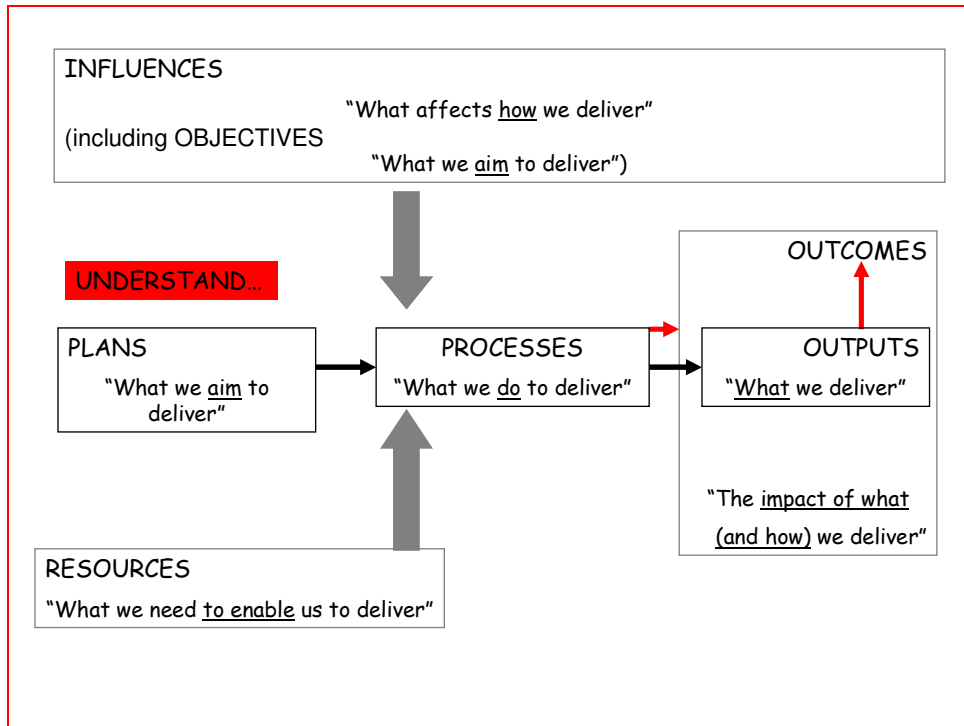 INFLUENCES
“What affects how we deliver”
(including OBJECTIVES
“What we aim to deliver”)
UNDERSTAND…
OUTCOMES
PLANS
“What we aim to
deliver”
PROCESSES
“What we do to deliver”
OUTPUTS
“What we deliver”
“The impact of what
(and how) we deliver”
RESOURCES
“What we need to enable us to deliver”